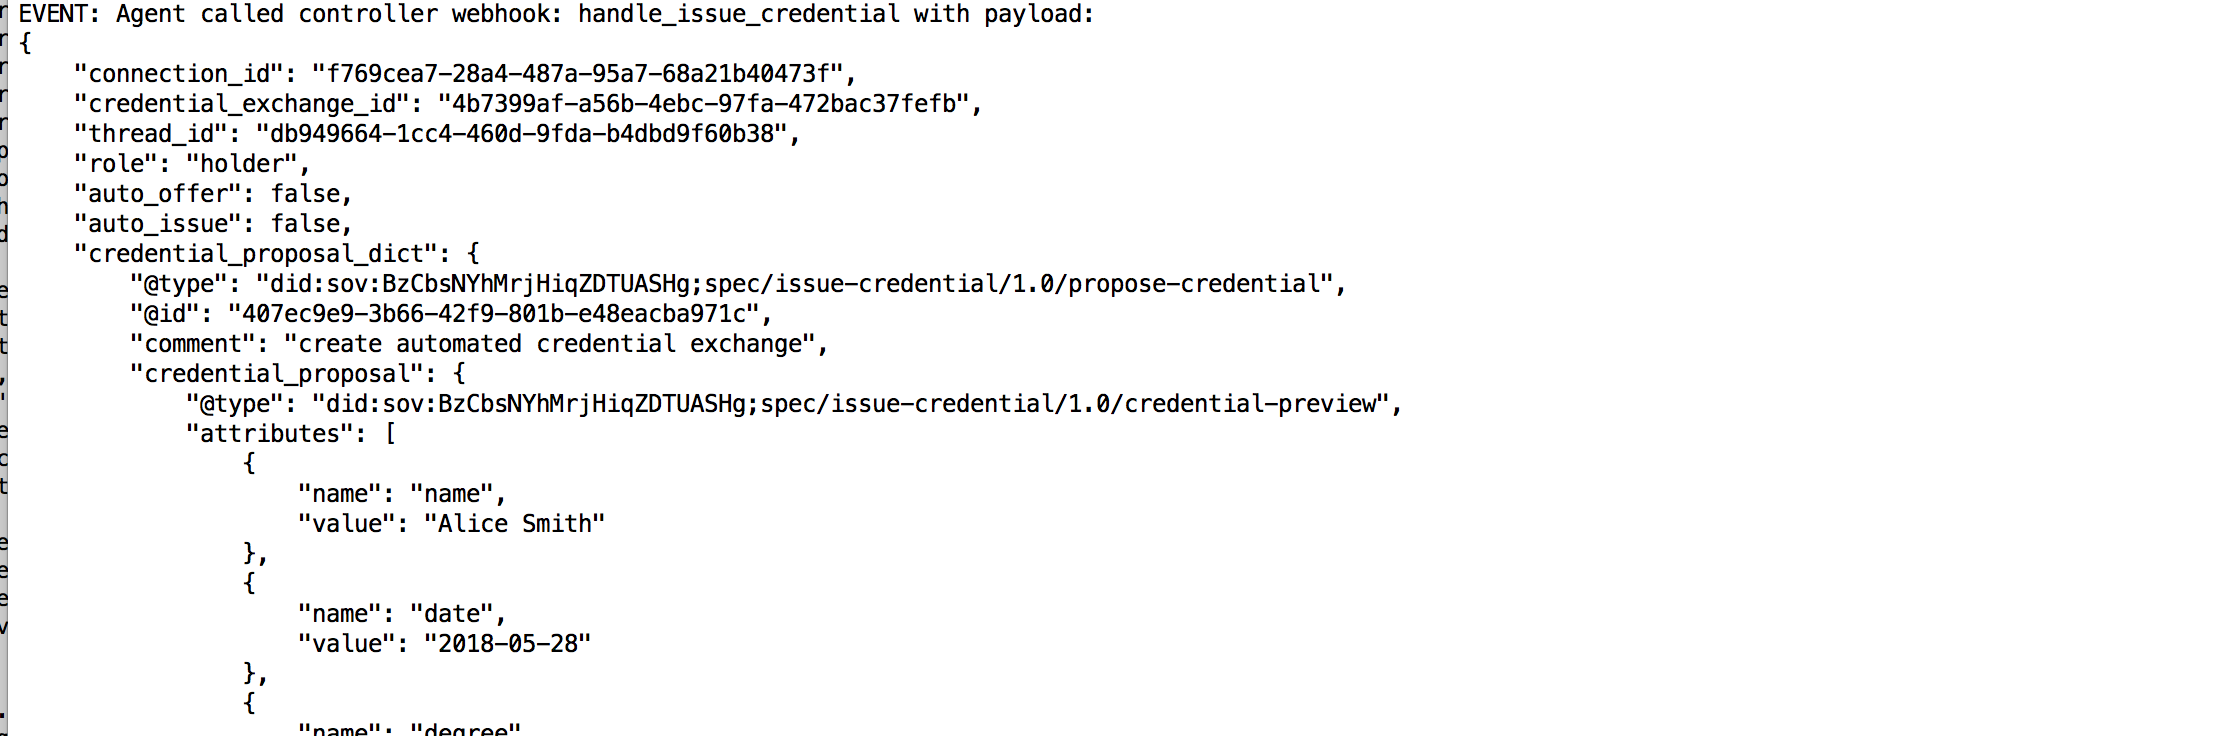 EVENT: Agent called controller webhook: handle_issue_credential with payload:
{
"connection_id": "f769cea7-28a4-487a-95a7-68a21b40473f",
"credential_exchange_id": "4b7399af-a56b-4ebc-97fa-472bac37fefb",
"thread_id": "db949664-1cc4-460d-9fda-b4dbd9f60b38",
"role": "holder",
"auto_offer": false,
"auto_issue": false,
"credential_proposal_dict": {
"@type": "did:sov:BzCbsNYhMrjHiqZDTUASHg;spec/issue-credential/1.0/propose-credential",
"@id": "407ec9e9-3b66-42f9-801b-e48eacba971c",
"comment": "create automated credential exchange",
"credential_proposal": {
"@type": "did:sov:BzCbsNYhMrjHiqZDTUASHg;spec/issue-credential/1.0/credential-preview",
"attributes": [
{
"name": "name",
"value": "Alice Smith"
},
{
"name": "date",
"value": "2018-05-28"
},
{
"name": "degree"